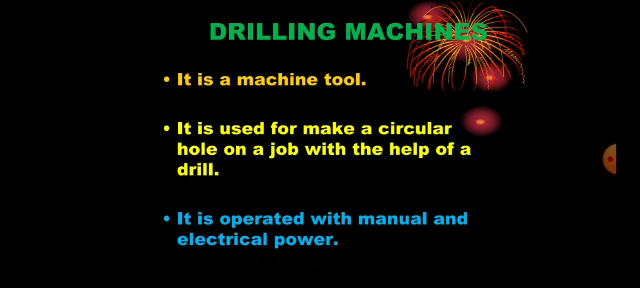 DRILLING MACHINES
• It is a machine tool.
• It is used for make a circular
hole on a job with the help of a
drill.
• It is operated with manual and
electrical power.